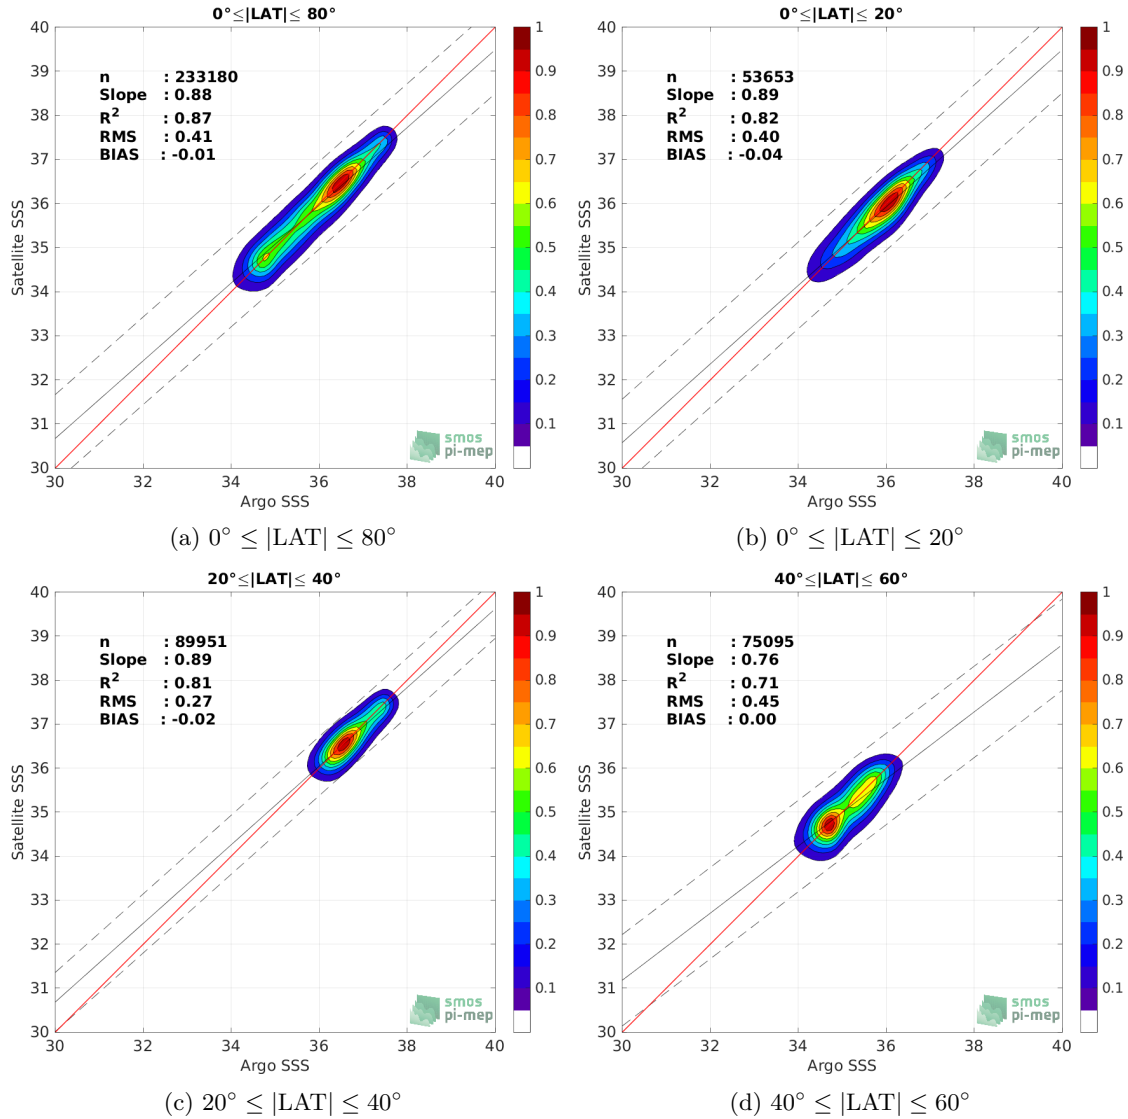 0°≤|LAT|≤ 80°
40
39
38
37
36
35
34
33
32
31
30
Satellite SSS
n : 233180
Slope : 0.88
R² : 0.87
RMS : 0.41
BIAS : -0.01
smos
pi-mep
30 32 34 36 38 40
Argo SSS
1
0.9
0.8
0.7
0.6
0.5
0.4
0.3
0.2
0.1
(a) 0° ≤ |LAT| ≤ 80°
0°≤|LAT|≤ 20°
40
39
38
37
36
35
34
33
32
31
30
Satellite SSS
n : 53653
Slope : 0.89
R² : 0.82
RMS : 0.40
BIAS : -0.04
smos
pi-mep
30 32 34 36 38 40
Argo SSS
1
0.9
0.8
0.7
0.6
0.5
0.4
0.3
0.2
0.1
(b) 0° ≤ |LAT| ≤ 20°
20°≤|LAT|≤ 40°
40
39
38
37
36
35
34
33
32
31
30
Satellite SSS
n : 89951
Slope : 0.89
R² : 0.81
RMS : 0.27
BIAS : -0.02
smos
pi-mep
30 32 34 36 38 40
Argo SSS
1
0.9
0.8
0.7
0.6
0.5
0.4
0.3
0.2
0.1
(c) 20° ≤ |LAT| ≤ 40°
40°≤|LAT|≤ 60°
40
39
38
37
36
35
34
33
32
31
30
Satellite SSS
n : 75095
Slope : 0.76
R² : 0.71
RMS : 0.45
BIAS : 0.00
smos
pi-mep
30 32 34 36 38 40
Argo SSS
1
0.9
0.8
0.7
0.6
0.5
0.4
0.3
0.2
0.1
(d) 40° ≤ |LAT| ≤ 60°